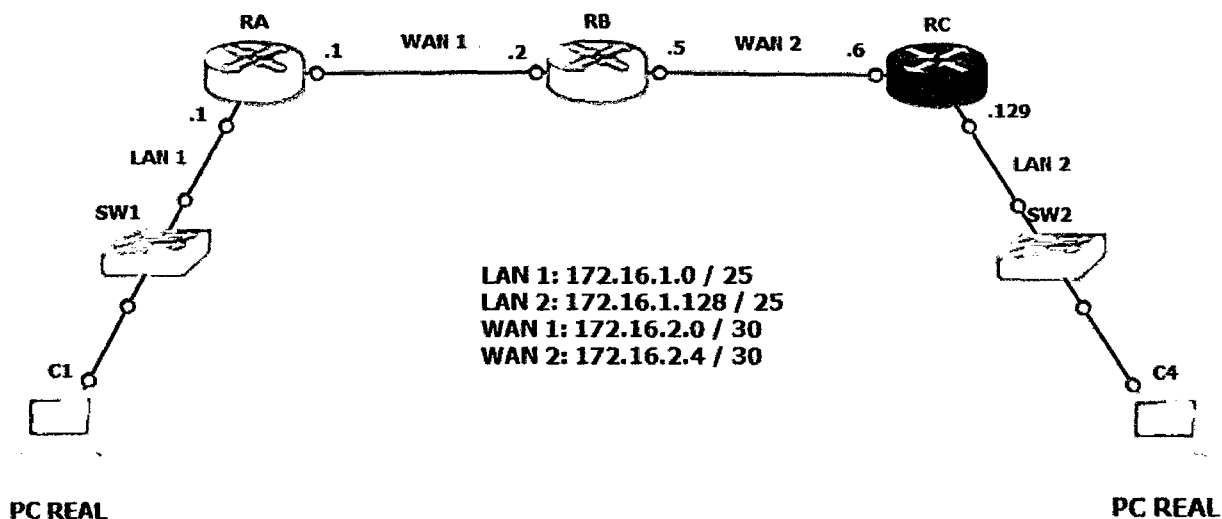 RA
RB
RC
.1
WAN 1
.2
.5
WAN 2
.6
.1
.129
LAN 1
LAN 2
SW1
SW2
LAN 1: 172.16.1.0 / 25
LAN 2: 172.16.1.128 / 25
WAN 1: 172.16.2.0 / 30
WAN 2: 172.16.2.4 / 30
C1
C4
PC REAL
PC REAL